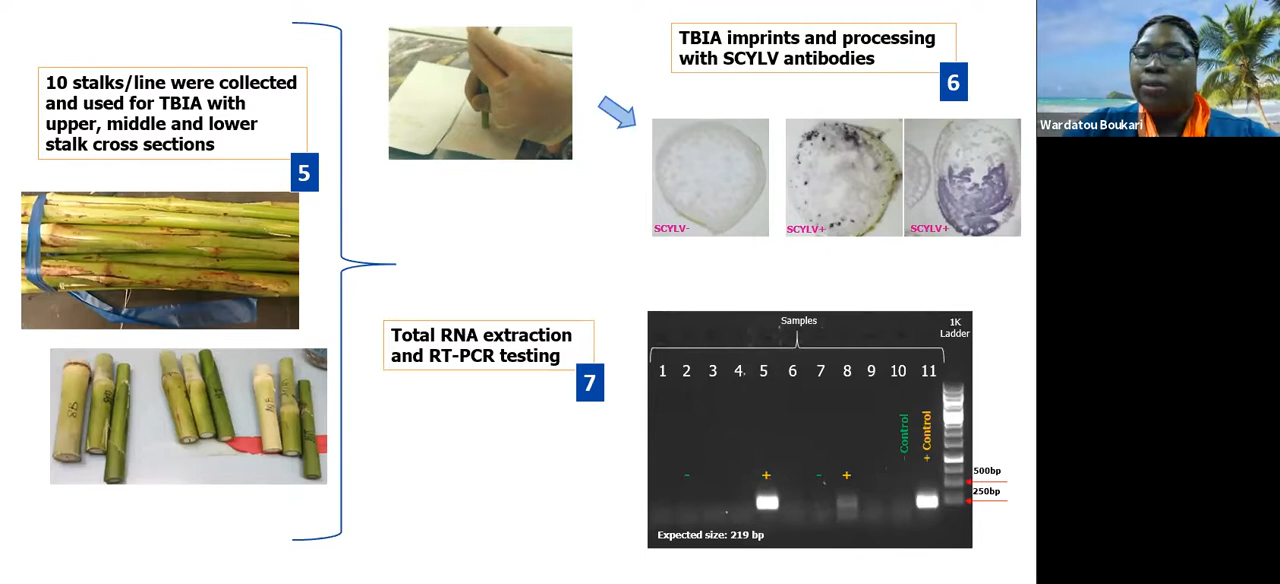 10 stalks/line were collected
and used for TBIA with
upper, middle and lower
stalk cross sections
5
TBIA imprints and processing
with SCYLV antibodies
6
SCYLV-
SCYLV+
SCYLV+
Total RNA extraction
and RT-PCR testing
7
Samples
1K
Ladder
1 2 3 4 5 6 7 8 9 10 11
- Control
+ Control
- + - +
500bp
250bp
Expected size: 219 bp
Wardatou Boukari